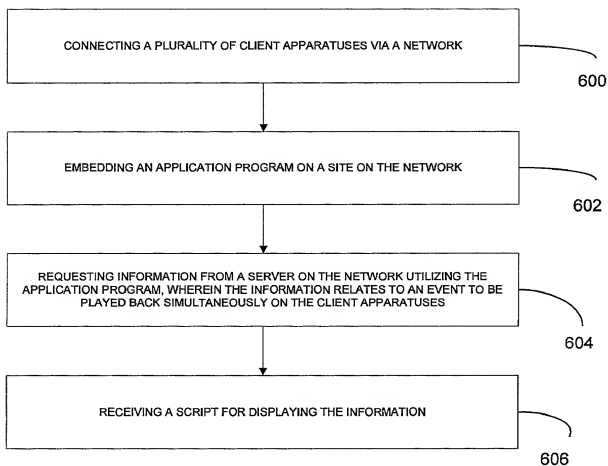 CONNECTING A PLURALITY OF CLIENT APPARATUSES VIA A NETWORK
600
EMBEDDING AN APPLICATION PROGRAM ON A SITE ON THE NETWORK
602
REQUESTING INFORMATION FROM A SERVER ON THE NETWORK UTILIZING THE
APPLICATION PROGRAM, WHEREIN THE INFORMATION RELATES TO AN EVENT TO BE
PLAYED BACK SIMULTANEOUSLY ON THE CLIENT APPARATUSES
604
RECEIVING A SCRIPT FOR DISPLAYING THE INFORMATION
606